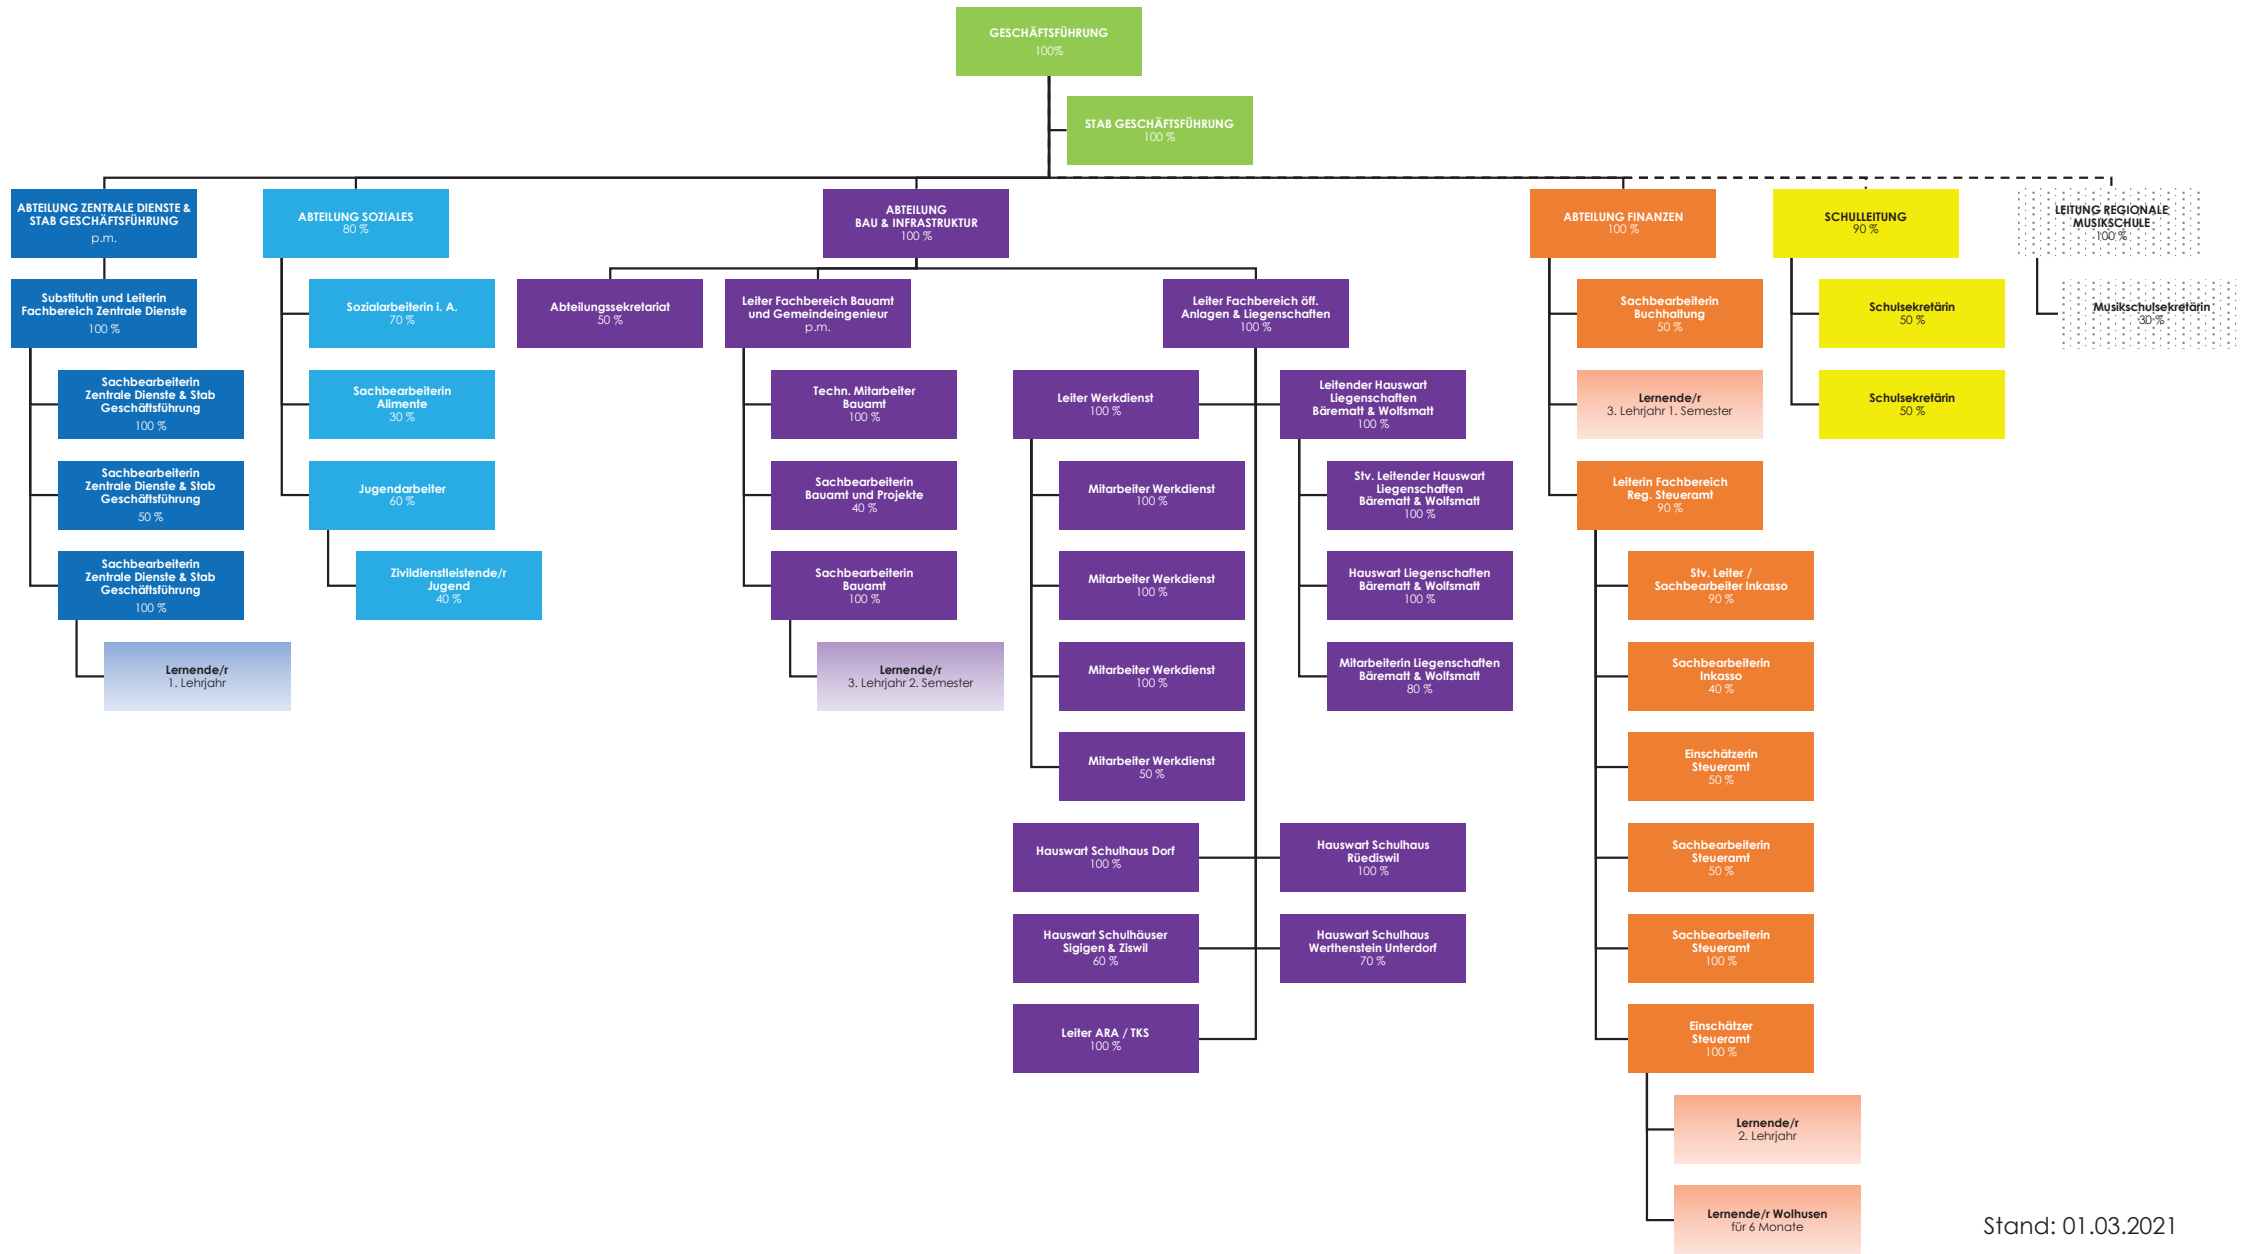 GESCHÄFTSFÜHRUNG
100%
STAB GESCHÄFTSFÜHRUNG
100 %
ABTEILUNG ZENTRALE DIENSTE &
STAB GESCHÄFTSFÜHRUNG
p.m.
Substitutin und Leiterin
Fachbereich Zentrale Dienste
100 %
Sachbearbeiterin
Zentrale Dienste & Stab
Geschäftsführung
100 %
Sachbearbeiterin
Zentrale Dienste & Stab
Geschäftsführung
50 %
Sachbearbeiterin
Zentrale Dienste & Stab
Geschäftsführung
100 %
Lernende/r
1. Lehrjahr
ABTEILUNG SOZIALES
80 %
Sozialarbeiterin i. A.
70 %
Sachbearbeiterin
Alimente
30 %
Jugendarbeiter
60 %
Zivildienstleistende/r
Jugend
40 %
ABTEILUNG
BAU & INFRASTRUKTUR
100 %
Abteilungssekretariat
50 %
Leiter Fachbereich Bauamt
und Gemeindeingenieur
p.m.
Techn. Mitarbeiter
Bauamt
100 %
Sachbearbeiterin
Bauamt und Projekte
40 %
Sachbearbeiterin
Bauamt
100 %
Lernende/r
3. Lehrjahr 2. Semester
Leiter Fachbereich öff.
Anlagen & Liegenschaften
100 %
Leiter Werkdienst
100 %
Mitarbeiter Werkdienst
100 %
Mitarbeiter Werkdienst
100 %
Mitarbeiter Werkdienst
100 %
Mitarbeiter Werkdienst
50 %
Leitender Hauswart
Liegenschaften
Bärematt & Wolfsmatt
100 %
Stv. Leitender Hauswart
Liegenschaften
Bärematt & Wolfsmatt
100 %
Hauswart Liegenschaften
Bärematt & Wolfsmatt
100 %
Mitarbeiterin Liegenschaften
Bärematt & Wolfsmatt
80 %
Hauswart Schulhaus Dorf
100 %
Hauswart Schulhaus
Rüediswil
100 %
Hauswart Schulhäuser
Sigigen & Ziswil
60 %
Hauswart Schulhaus
Werthenstein Unterdorf
70 %
Leiter ARA / TKS
100 %
ABTEILUNG FINANZEN
100 %
Sachbearbeiterin
Buchhaltung
50 %
Lernende/r
3. Lehrjahr 1. Semester
Leiterin Fachbereich
Reg. Steueramt
90 %
Stv. Leiter /
Sachbearbeiter Inkasso
90 %
Sachbearbeiterin
Inkasso
40 %
Einschätzerin
Steueramt
50 %
Sachbearbeiterin
Steueramt
50 %
Sachbearbeiterin
Steueramt
100 %
Einschätzer
Steueramt
100 %
Lernende/r
2. Lehrjahr
Lernende/r Wolhusen
für 6 Monate
SCHULLEITUNG
90 %
Schulsekretärin
50 %
Schulsekretärin
50 %
LEITUNG REGIONALE
MUSIKSCHULE
100 %
Musikschulsekretärin
30 %
Stand: 01.03.2021